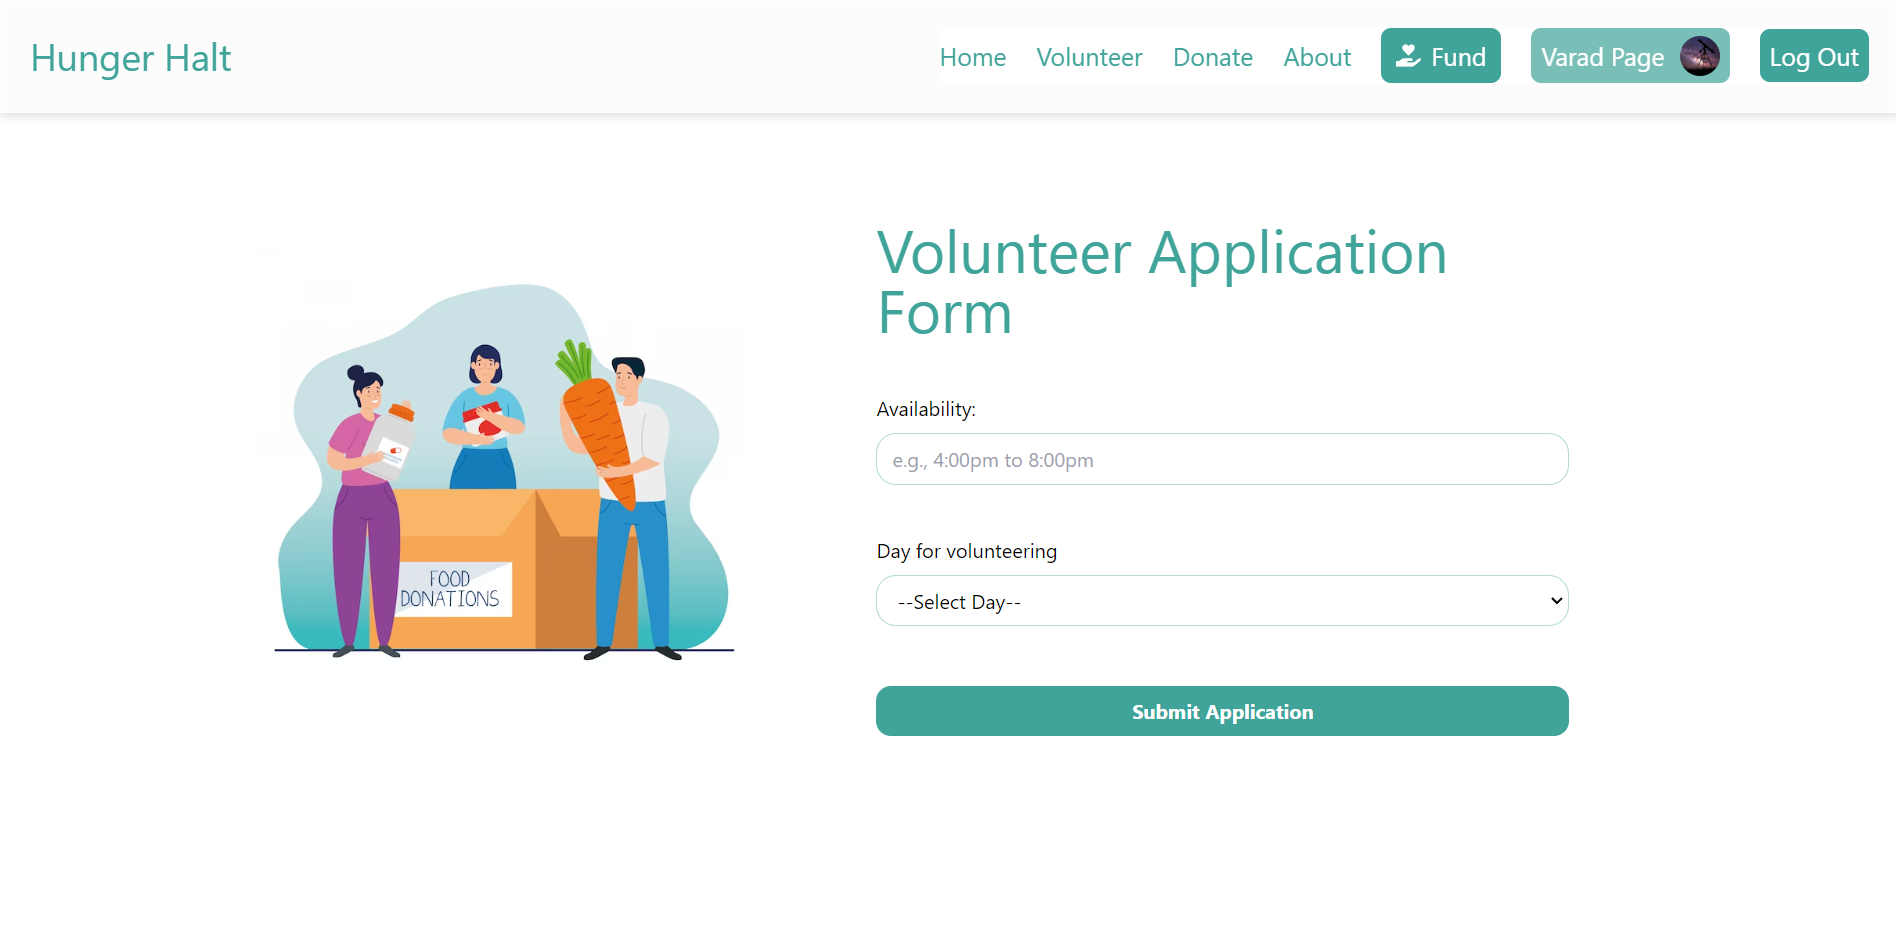 Hunger Halt
Home
Volunteer
Donate
About
Fund
Varad Page
Log Out
Volunteer Application
Form
Availability:
e.g., 4:00pm to 8:00pm
Day for volunteering
--Select Day--
Submit Application
FOOD
DONATIONS